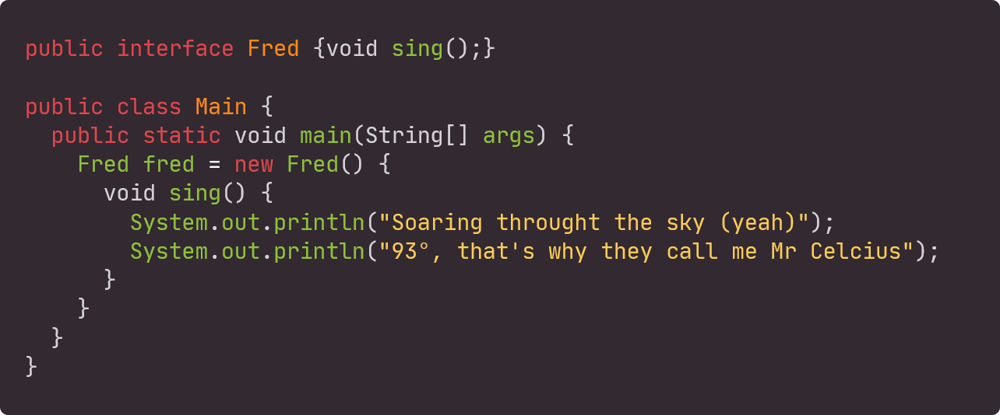 public interface Fred {void sing();}
public class Main {
public static void main(String[] args) {
Fred fred = new Fred() {
void sing() {
System.out.println("Soaring throught the sky (yeah)");
System.out.println("93°, that's why they call me Mr Celcius");
}
}
}
}